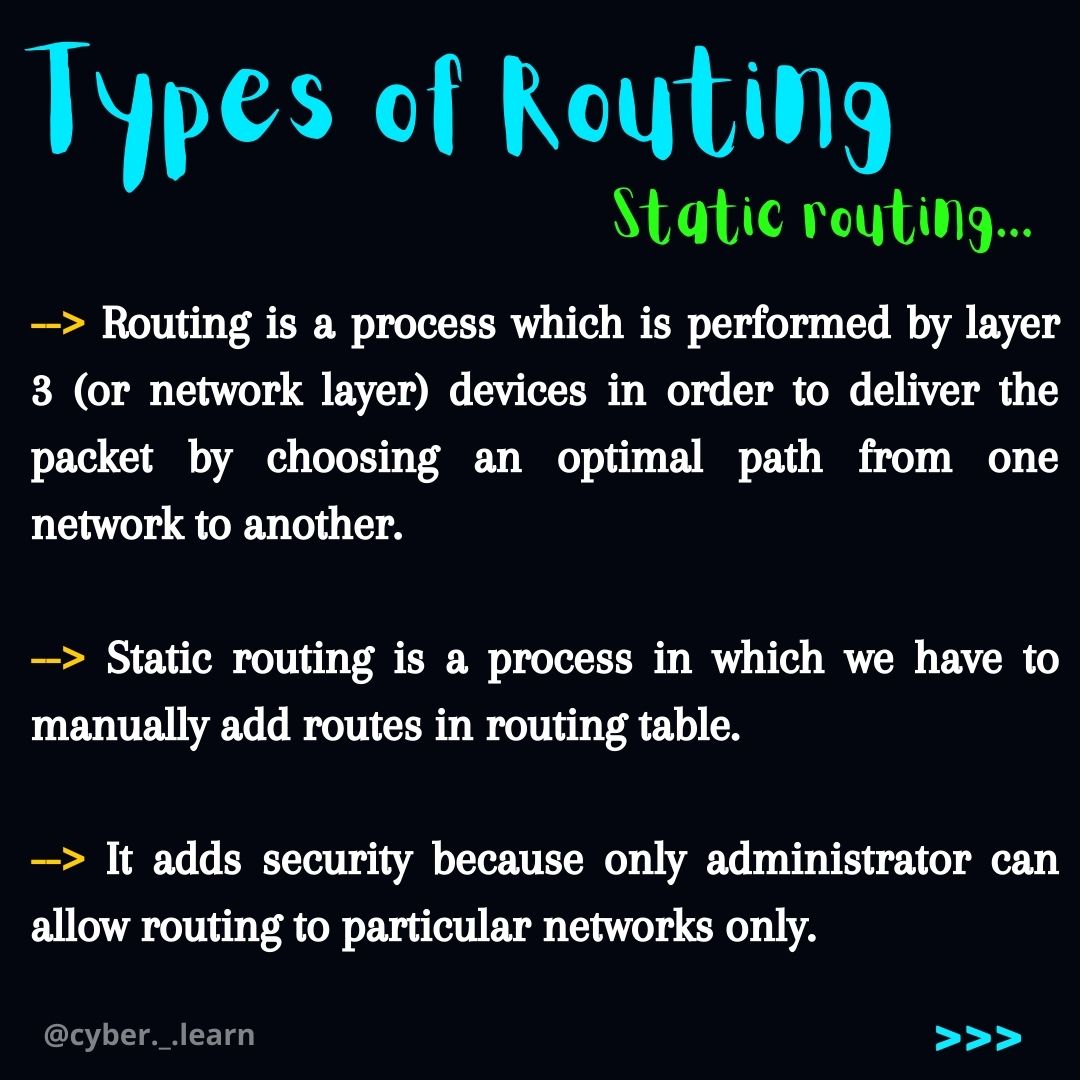 Types of Routing
Static routing...
--> Routing is a process which is performed by layer
3 (or network layer) devices in order to deliver the
packet by choosing an optimal path from one
network to another.
--> Static routing is a process in which we have to
manually add routes in routing table.
--> It adds security because only administrator can
allow routing to particular networks only.
@cyber._.learn
>>>